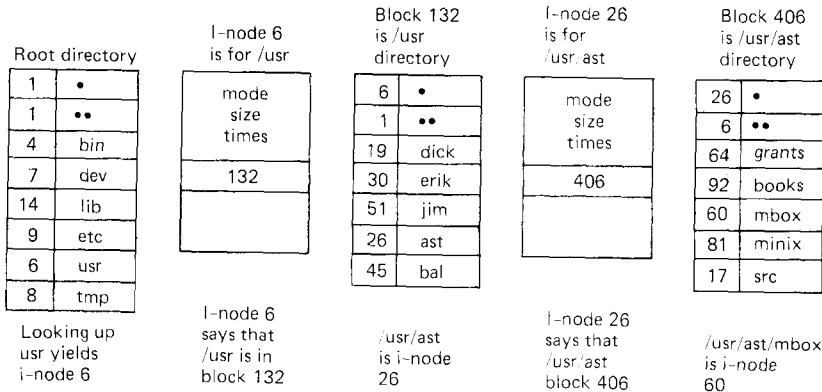 Root directory
1 •
1 ••
4 bin
7 dev
14 lib
9 etc
6 usr
8 tmp
Looking up
usr yields
i-node 6
I-node 6
is for /usr
mode
size
times
132
I-node 6
says that
/usr is in
block 132
Block 132
is /usr
directory
6 •
1 ••
19 dick
30 erik
51 jim
26 ast
45 bal
/usr/ast
is i-node
26
I-node 26
is for
/usr/ast
mode
size
times
406
I-node 26
says that
/usr/ast
block 406
Block 406
is /usr/ast
directory
26 •
6 ••
64 grants
92 books
60 mbox
81 minix
17 src
/usr/ast/mbox
is i-node
60